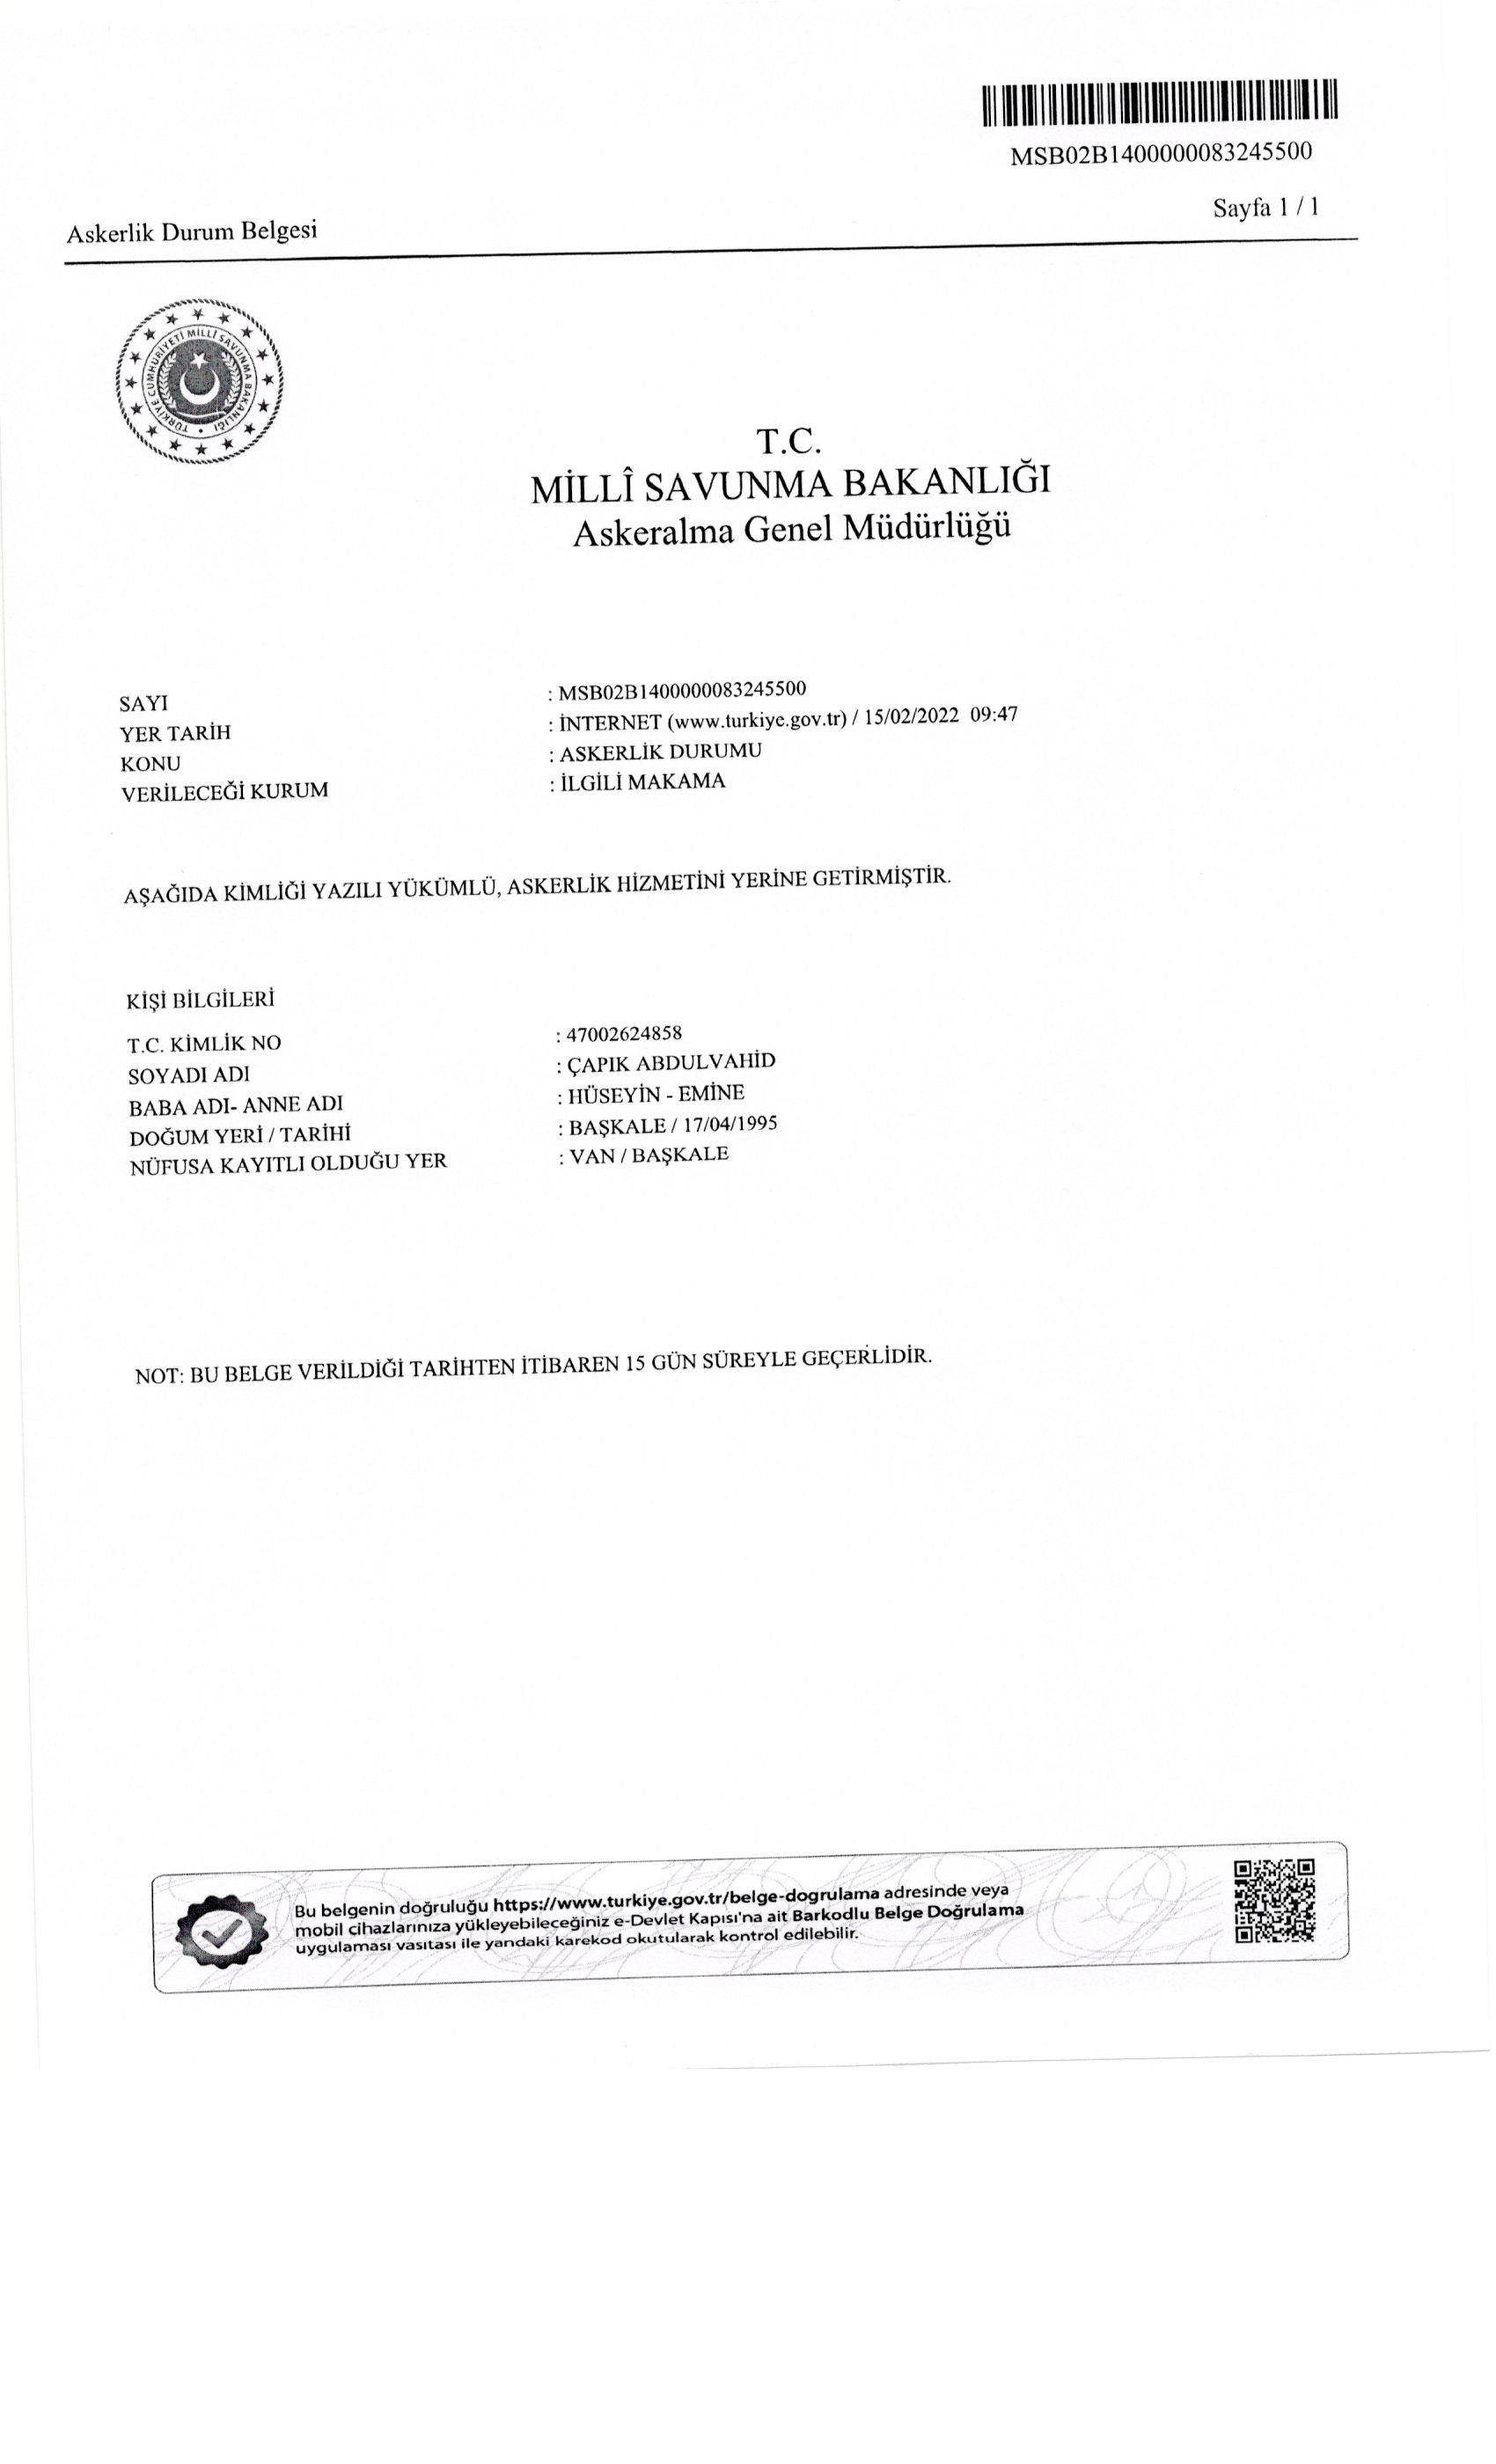 MSB02B1400000083245500
Sayfa 1 / 1
Askerlik Durum Belgesi
TÜRKİYE CUMHURİYETİ MİLLİ SAVUNMA BAKANLIĞI
T.C.
MİLLÎ SAVUNMA BAKANLIĞI
Askeralma Genel Müdürlüğü
SAYI : MSB02B1400000083245500
YER TARİH : İNTERNET (www.turkiye.gov.tr) / 15/02/2022 09:47
KONU : ASKERLİK DURUMU
VERİLECEĞİ KURUM : İLGİLİ MAKAMA
AŞAĞIDA KİMLİĞİ YAZILI YÜKÜMLÜ, ASKERLİK HİZMETİNİ YERİNE GETİRMİŞTİR.
KİŞİ BİLGİLERİ
T.C. KİMLİK NO : 47002624858
SOYADI ADI : ÇAPIK ABDULVAHİD
BABA ADI- ANNE ADI : HÜSEYİN - EMİNE
DOĞUM YERİ / TARİHİ : BAŞKALE / 17/04/1995
NÜFUSA KAYITLI OLDUĞU YER : VAN / BAŞKALE
NOT: BU BELGE VERİLDİĞİ TARİHTEN İTİBAREN 15 GÜN SÜREYLE GEÇERLİDİR.
Bu belgenin doğruluğu https://www.turkiye.gov.tr/belge-dogrulama adresinde veya
mobil cihazlarınıza yükleyebileceğiniz e-Devlet Kapısı'na ait Barkodlu Belge Doğrulama
uygulaması vasıtası ile yandaki karekod okutularak kontrol edilebilir.